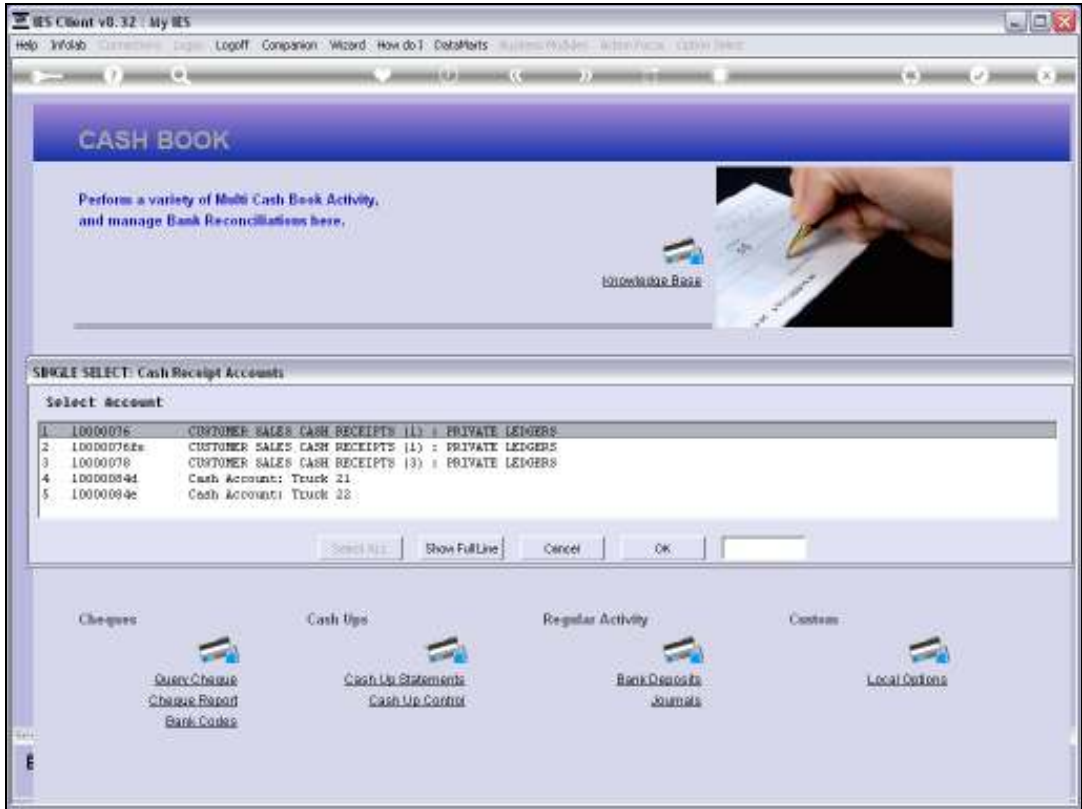 IES Client v8.32 : My IES
Help Infolab Logoff Companion Wizard How do I DataMarts
CASH BOOK
Perform a variety of Multi Cash Book Activity,
and manage Bank Reconciliations here.
Knowledge Base
SINGLE SELECT: Cash Receipt Accounts
Select Account
1 10000076 CUSTOMER SALES CASH RECEIPTS (1) : PRIVATE LEDGERS
2 CUSTOMER SALES CASH RECEIPTS (1) : PRIVATE LEDGERS
3 10000078 CUSTOMER SALES CASH RECEIPTS (3) : PRIVATE LEDGERS
4 10000084d Cash Account: Truck 21
5 10000084e Cash Account: Truck 22
Select ALL Show Full Line Cancel OK
Cheques Cash Ups Regular Activity Custom
Query Cheque Cash Up Statements Bank Deposits Local Options
Cheque Report Cash Up Control Journals
Bank Codes